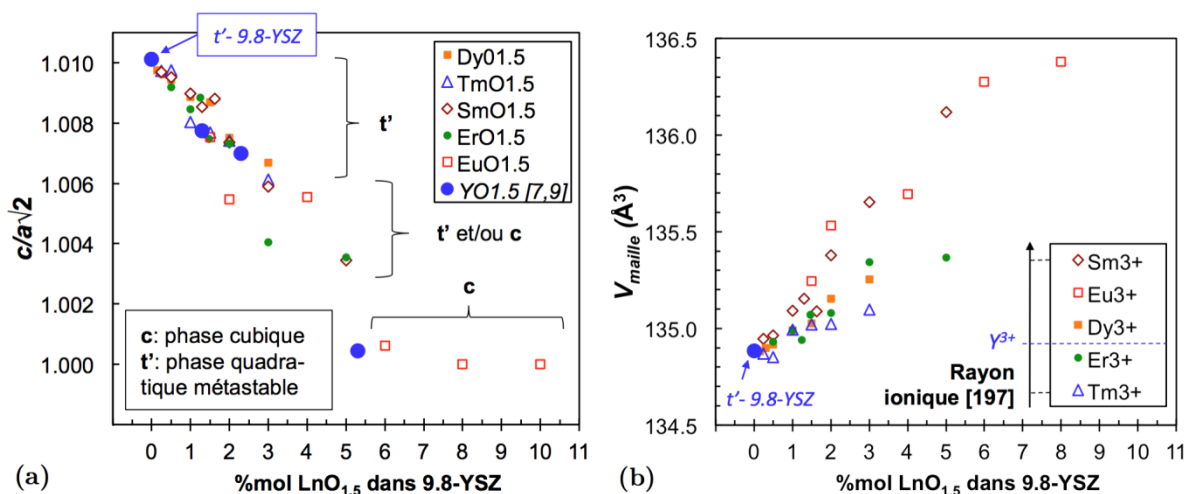 t'- 9.8-YSZ
1.010
1.008
1.006
1.004
1.002
1.000
c/a√2
Dy01.5
TmO1.5
SmO1.5
ErO1.5
EuO1.5
YO1.5 [7,9]
t'
t' et/ou c
c
c: phase cubique
t': phase quadra-
tique métastable
0 1 2 3 4 5 6 7 8 9 10 11
(a)
%mol LnO1.5 dans 9.8-YSZ
136.5
136.0
135.5
135.0
134.5
Vmaille (Å3)
t'- 9.8-YSZ
Sm3+
Eu3+
Dy3+
Y3+
Er3+
Tm3+
Rayon
ionique [197]
0 1 2 3 4 5 6 7 8 9 10 11
(b)
%mol LnO1.5 dans 9.8-YSZ